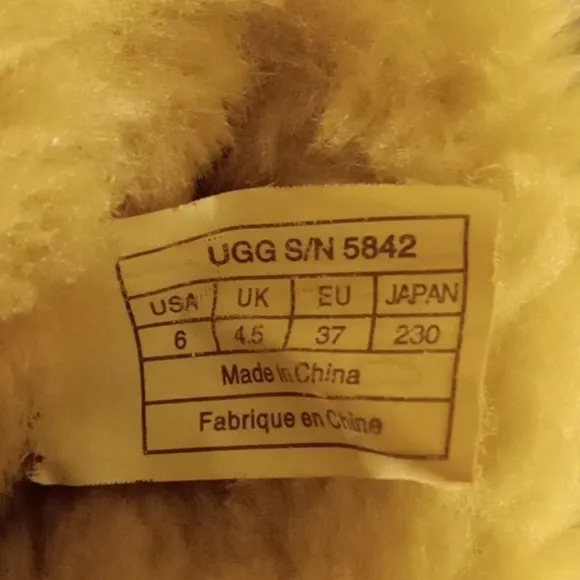 UGG S/N 5842
USA UK EU JAPAN
6 4.5 37 230
Made In China
Fabrique en Chine